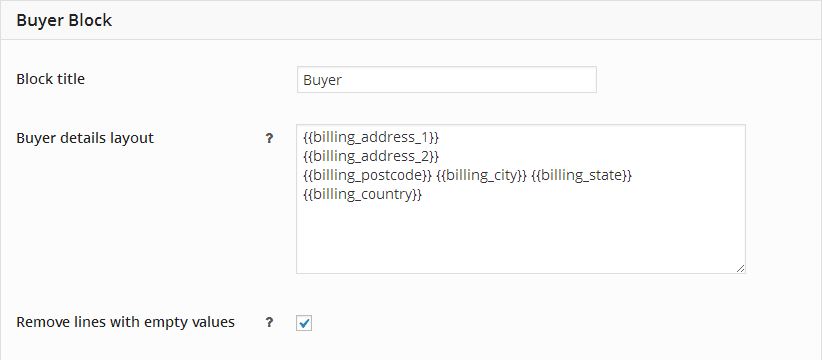 Buyer Block
Block title
Buyer
Buyer details layout ?
{{billing_address_1}}
{{billing_address_2}}
{{billing_postcode}} {{billing_city}} {{billing_state}}
{{billing_country}}
Remove lines with empty values ?